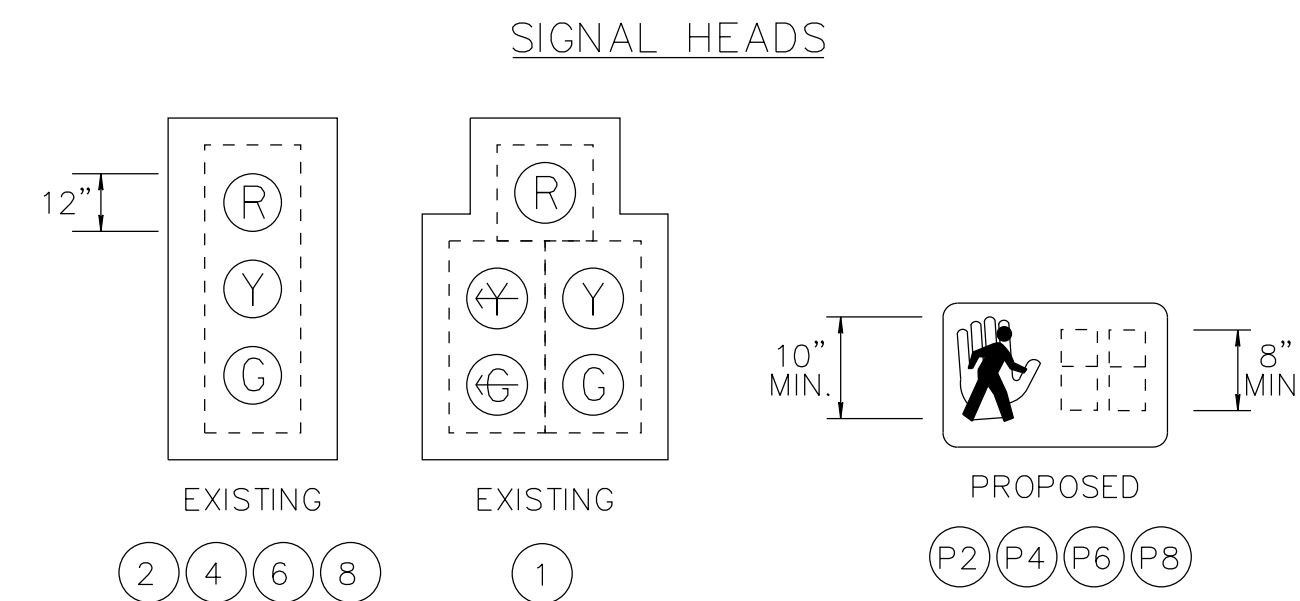 SIGNAL HEADS
12”
R
Y
G
EXISTING
2 4 6 8
R
Y Y
G G
EXISTING
1
10”
MIN.
8”
MIN
PROPOSED
P2 P4 P6 P8